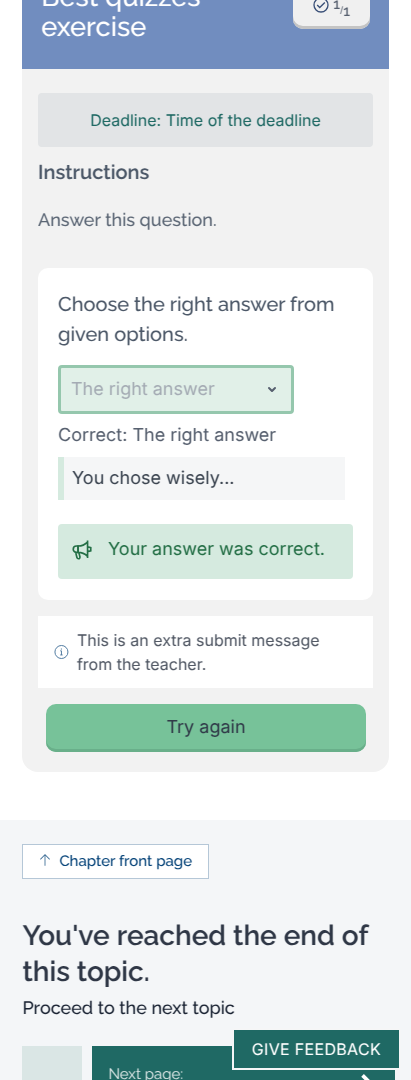 Best quizzes
exercise
1/1
Deadline: Time of the deadline
Instructions
Answer this question.
Choose the right answer from
given options.
The right answer
Correct: The right answer
You chose wisely...
Your answer was correct.
This is an extra submit message
from the teacher.
Try again
Chapter front page
You've reached the end of
this topic.
Proceed to the next topic
GIVE FEEDBACK
Next page: